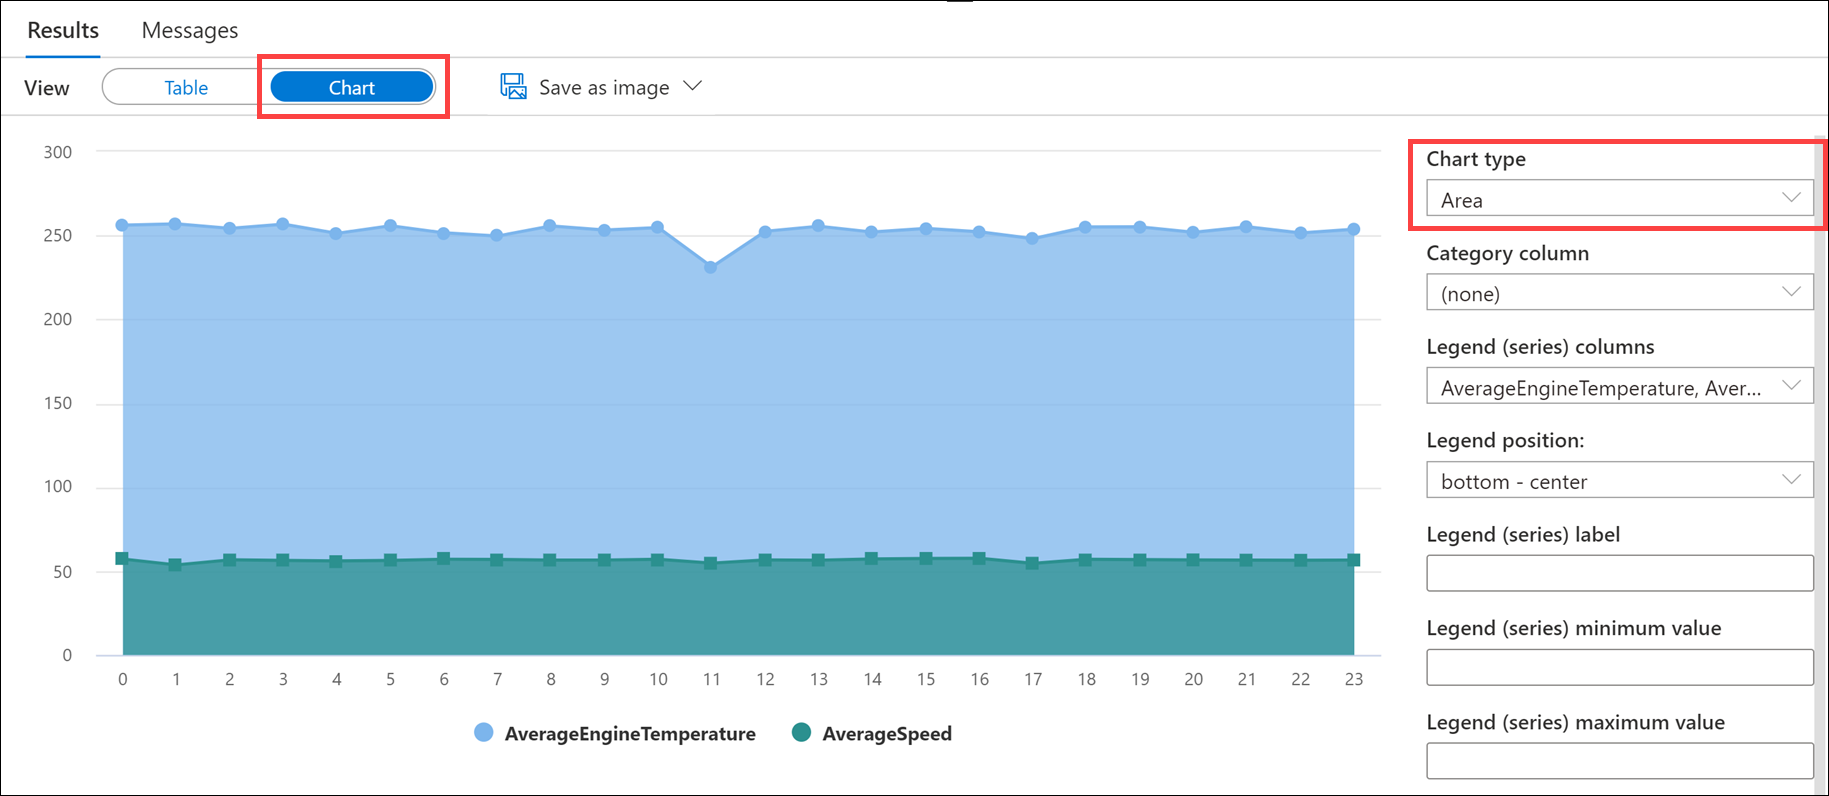 Results Messages
View Table Chart Save as image
300
250
200
150
100
50
0
0 1 2 3 4 5 6 7 8 9 10 11 12 13 14 15 16 17 18 19 20 21 22 23
AverageEngineTemperature AverageSpeed
Chart type
Area
Category column
(none)
Legend (series) columns
AverageEngineTemperature, Aver...
Legend position:
bottom - center
Legend (series) label
Legend (series) minimum value
Legend (series) maximum value